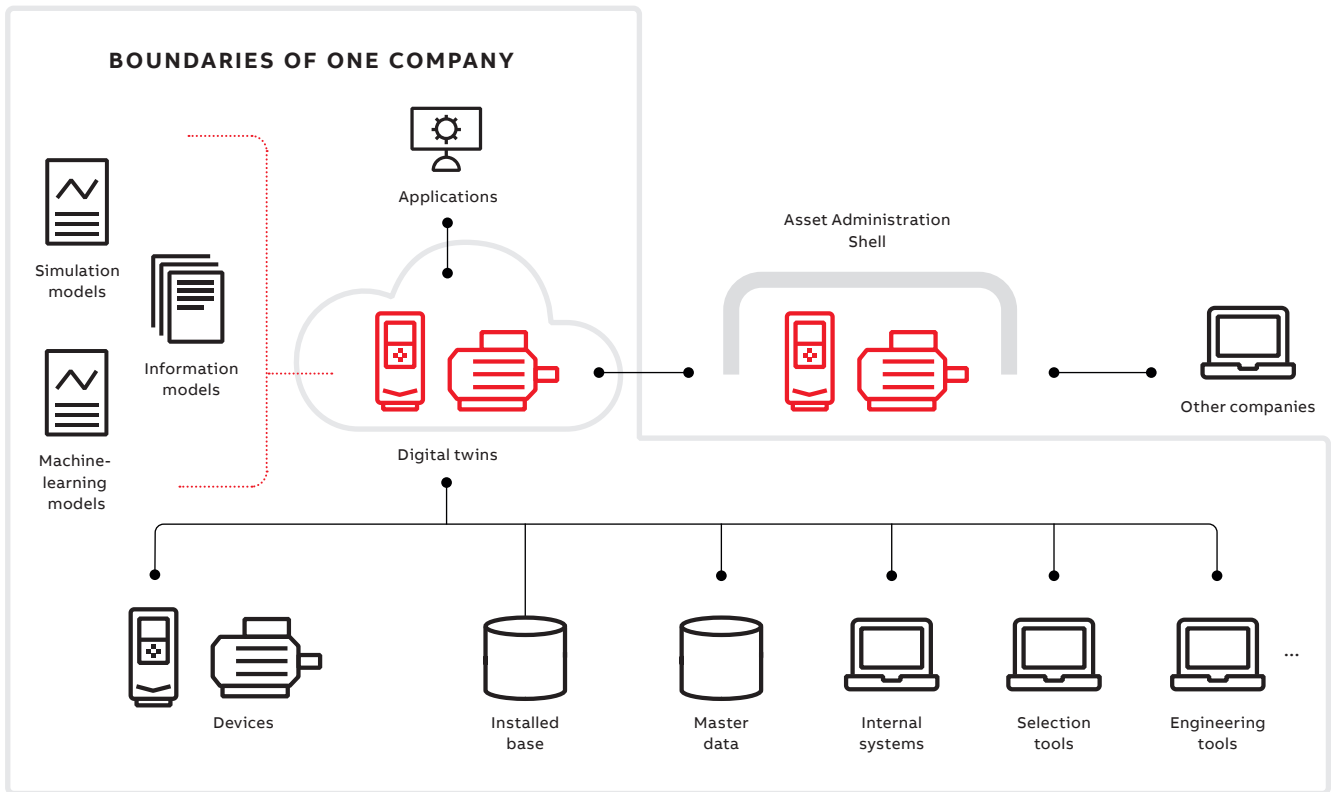 BOUNDARIES OF ONE COMPANY
Applications
Simulation
models
Information
models
Machine-
learning
models
Digital twins
Asset Administration
Shell
Other companies
Devices
Installed
base
Master
data
Internal
systems
Selection
tools
Engineering
tools
...